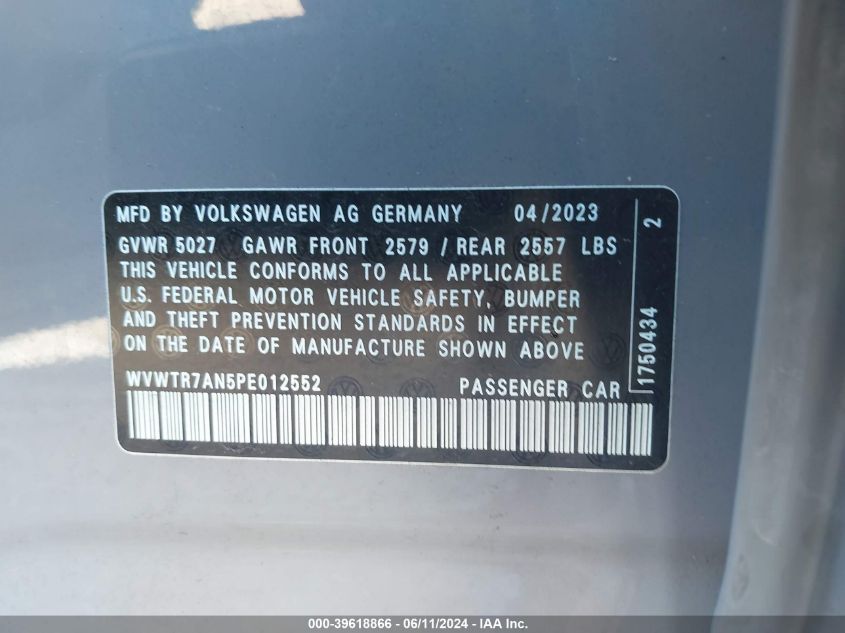 MFD BY VOLKSWAGEN AG GERMANY 04/2023
GVWR 5027 GAWR FRONT 2579 / REAR 2557 LBS
THIS VEHICLE CONFORMS TO ALL APPLICABLE
U.S. FEDERAL MOTOR VEHICLE SAFETY, BUMPER
AND THEFT PREVENTION STANDARDS IN EFFECT
ON THE DATE OF MANUFACTURE SHOWN ABOVE
WVWTR7AN5PE012552 PASSENGER CAR
1750434 2
000-39618866 - 06/11/2024 - IAA Inc.